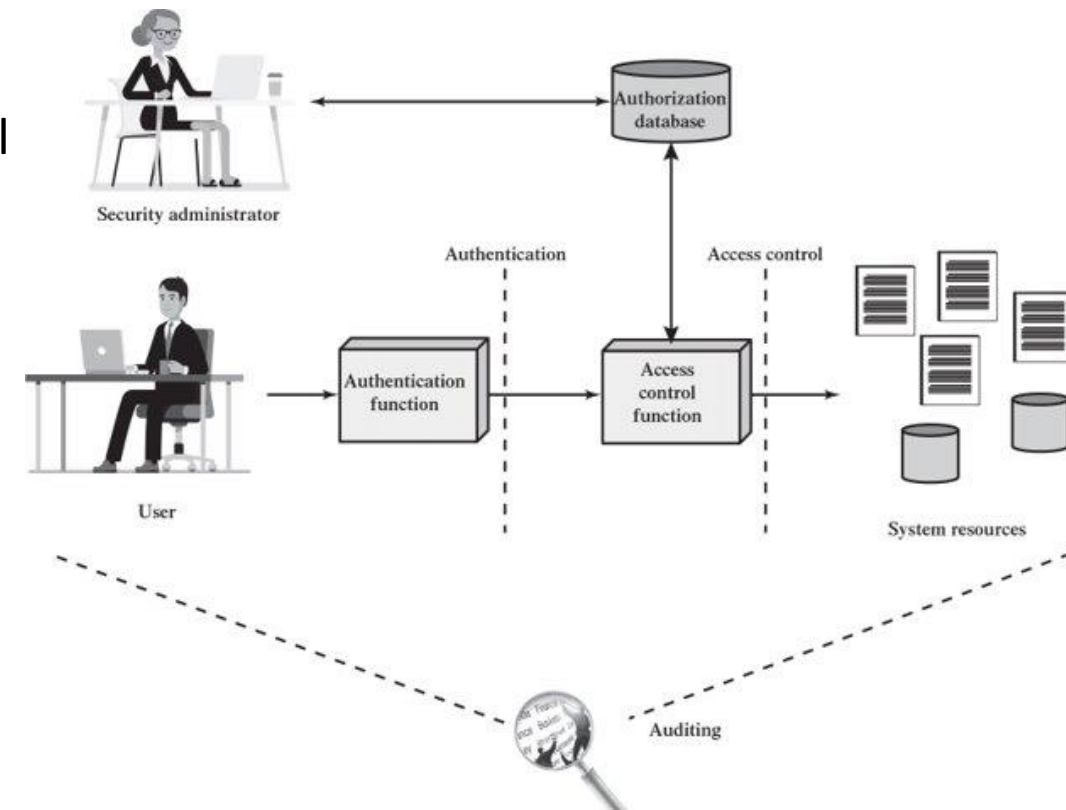 Authorization
database
Security administrator
Authentication
Access control
Authentication
function
Access
control
function
User
System resources
Auditing